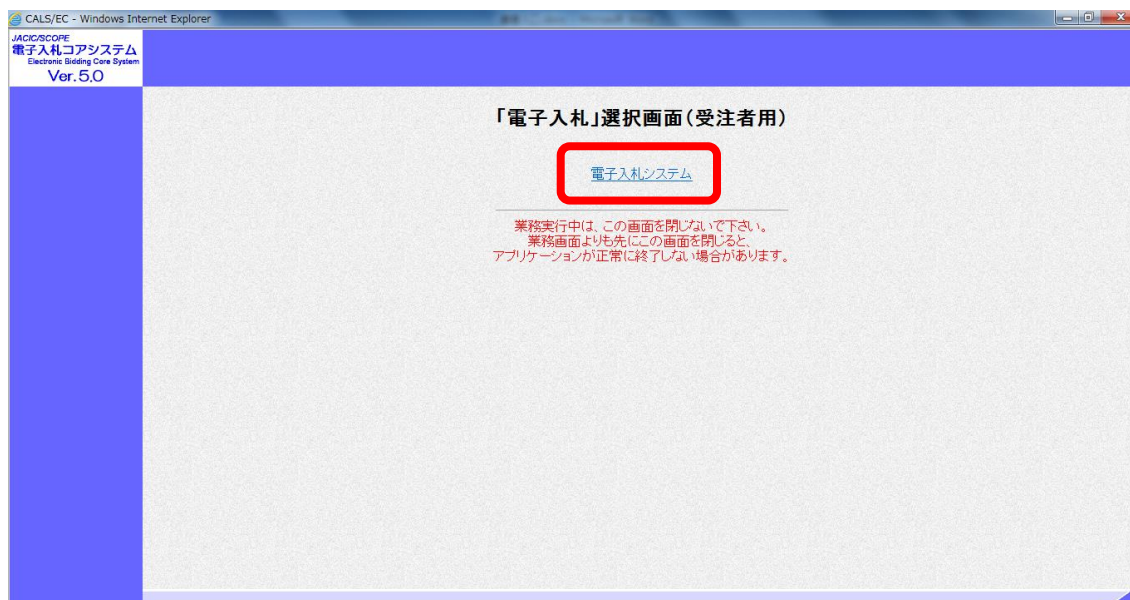 CALS/EC - Windows Internet Explorer
JACIC/SCOPE
電子入札コアシステム
Electronic Bidding Core System
Ver.5.0
「電子入札」選択画面(受注者用)
電子入札システム
業務実行中は、この画面を閉じないで下さい。
業務画面よりも先にこの画面を閉じると、
アプリケーションが正常に終了しない場合があります。